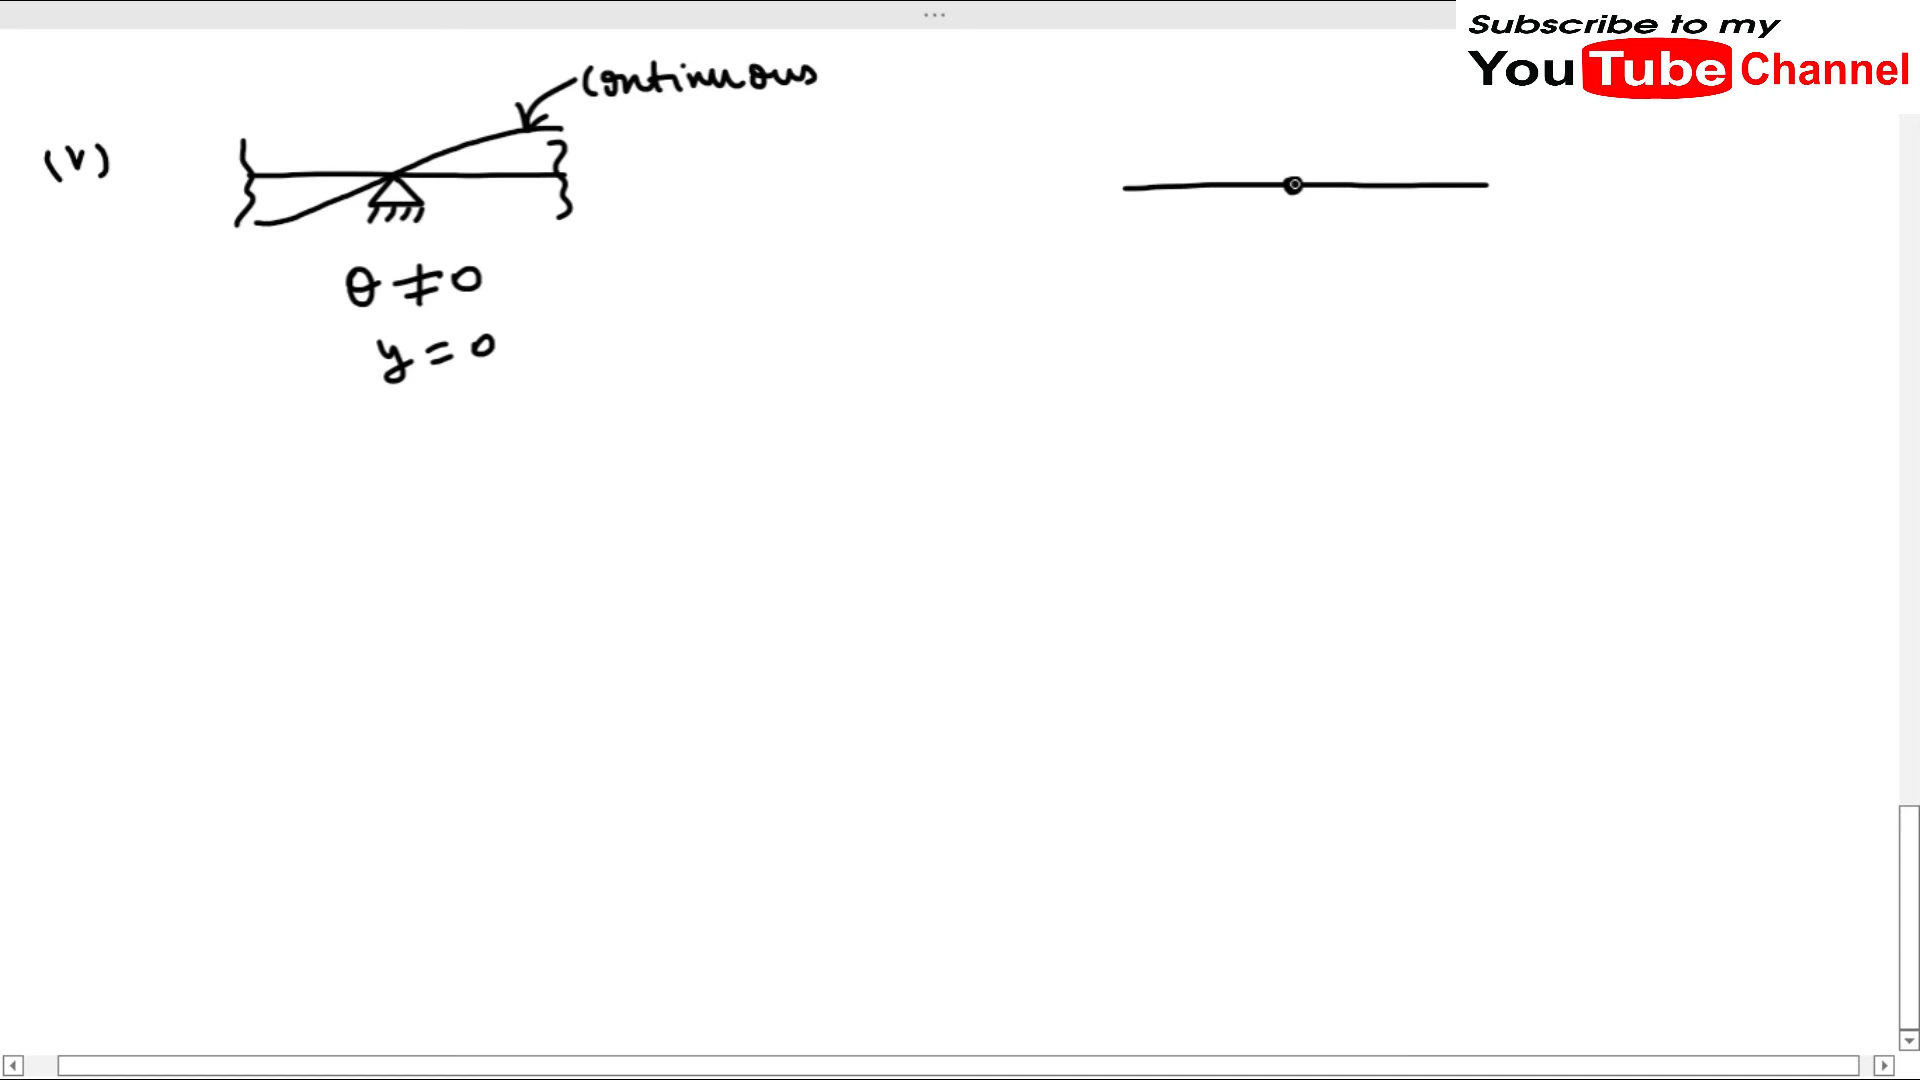 Subscribe to my
YouTube Channel
continuous
(V)
θ ≠ 0
y = 0